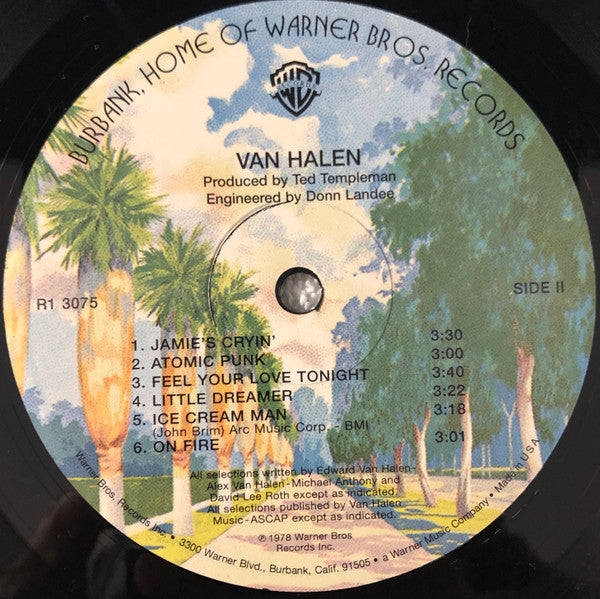 BURBANK, HOME OF WARNER BROS. RECORDS
VAN HALEN
Produced by Ted Templeman
Engineered by Donn Landee
R1 3075
SIDE II
1. JAMIE'S CRYIN' 3:30
2. ATOMIC PUNK 3:00
3. FEEL YOUR LOVE TONIGHT 3:40
4. LITTLE DREAMER 3:22
5. ICE CREAM MAN 3:18
(John Brim) Arc Music Corp. - BMI
6. ON FIRE 3:01
All selections written by Edward Van Halen-
Alex Van Halen-Michael Anthony and
David Lee Roth except as indicated.
All selections published by Van Halen
Music-ASCAP except as indicated.
℗ 1978 Warner Bros
Records Inc.
Warner Bros. Records Inc. • 3300 Warner Blvd., Burbank, Calif. 91505 • a Warner Music Company • Made in U.S.A.